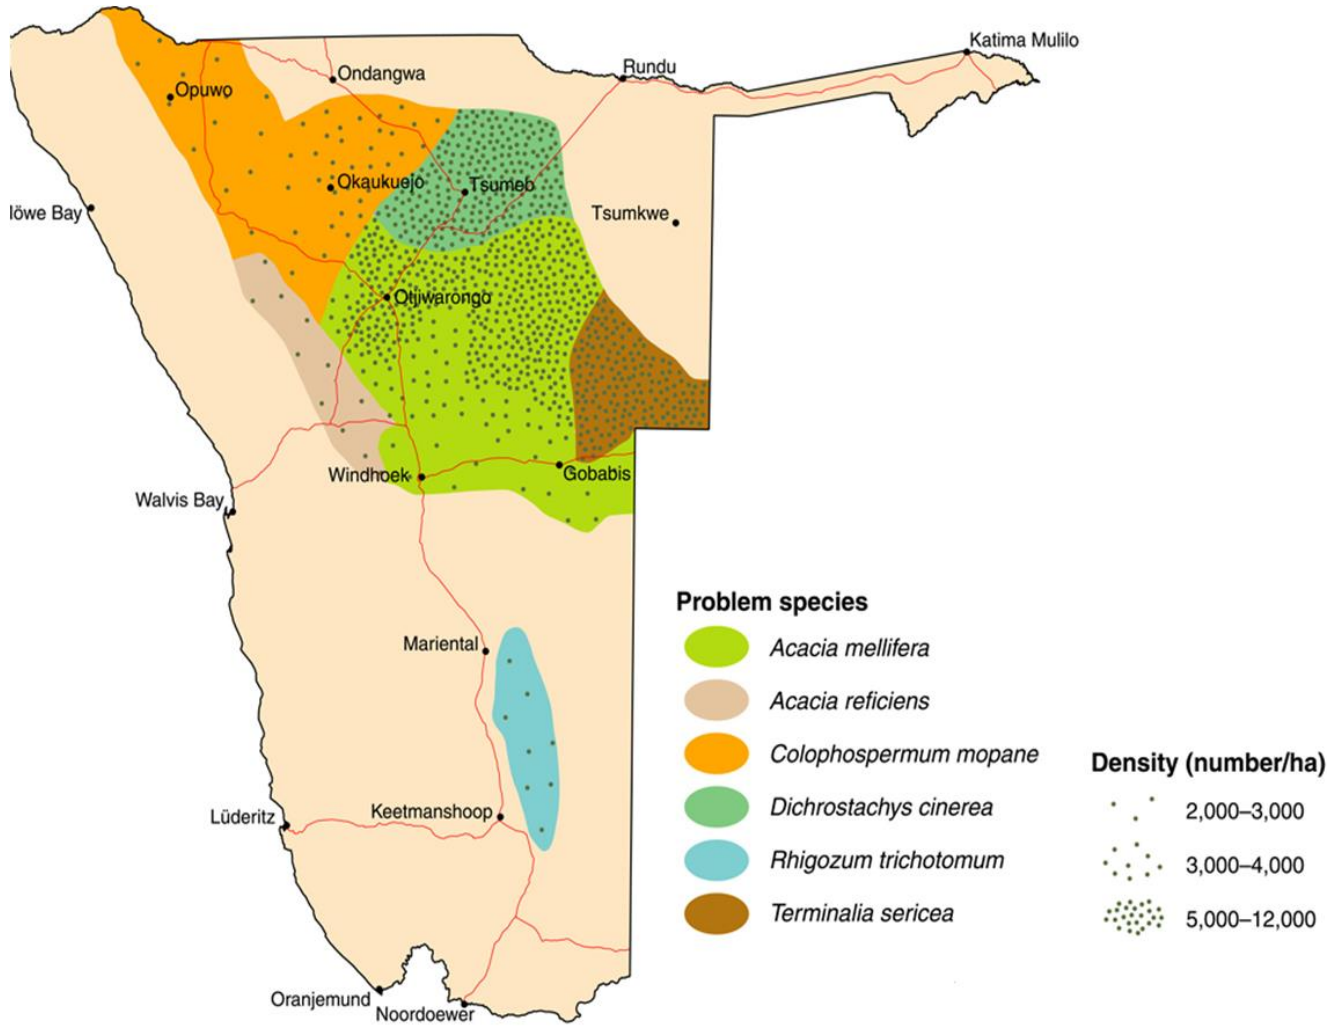 Katima Mulilo
Rundu
Ondangwa
Opuwo
Okaukuejo
Tsumeb
Tsumkwe
löwe Bay
Otjiwarongo
Windhoek
Gobabis
Walvis Bay
Mariental
Keetmanshoop
Lüderitz
Oranjemund
Noordoewer
Problem species
Acacia mellifera
Acacia reficiens
Colophospermum mopane
Dichrostachys cinerea
Rhigozum trichotomum
Terminalia sericea
Density (number/ha)
2,000–3,000
3,000–4,000
5,000–12,000